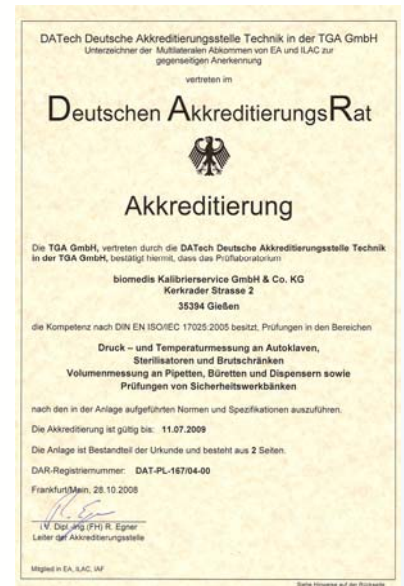 DATech Deutsche Akkreditierungsstelle Technik in der TGA GmbH
Unterzeichner der Multilateralen Abkommen von EA und ILAC zur
gegenseitigen Anerkennung
vertreten im
Deutschen AkkreditierungsRat
Akkreditierung
Die TGA GmbH, vertreten durch die DATech Deutsche Akkreditierungsstelle Technik
in der TGA GmbH, bestätigt hiermit, dass das Prüflaboratorium
biomedis Kalibrierservice GmbH & Co. KG
Kerkrader Strasse 2
35394 Gießen
die Kompetenz nach DIN EN ISO/IEC 17025:2005 besitzt, Prüfungen in den Bereichen
Druck – und Temperaturmessung an Autoklaven,
Sterilisatoren und Brutschränken
Volumenmessung an Pipetten, Büretten und Dispensern sowie
Prüfungen von Sicherheitswerkbänken
nach den in der Anlage aufgeführten Normen und Spezifikationen auszuführen.
Die Akkreditierung ist gültig bis: 11.07.2009
Die Anlage ist Bestandteil der Urkunde und besteht aus 2 Seiten.
DAR-Registriernummer: DAT-PL-167/04-00
Frankfurt/Main, 28.10.2008
i.V. Dipl.-Ing.(FH) R. Egner
Leiter der Akkreditierungsstelle
Mitglied in EA, ILAC, IAF
Siehe Hinweise auf der Rückseite